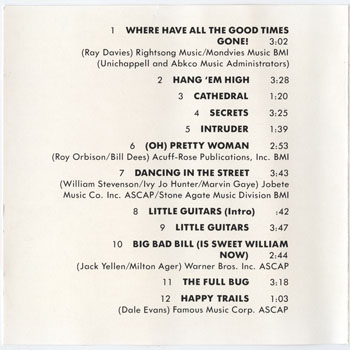 1 WHERE HAVE ALL THE GOOD TIMES
GONE! 3:02
(Ray Davies) Rightsong Music/Mondvies Music BMI
(Unichappell and Abkco Music Administrators)
2 HANG 'EM HIGH 3:28
3 CATHEDRAL 1:20
4 SECRETS 3:25
5 INTRUDER 1:39
6 (OH) PRETTY WOMAN 2:53
(Roy Orbison/Bill Dees) Acuff-Rose Publications, Inc. BMI
7 DANCING IN THE STREET 3:43
(William Stevenson/Ivy Jo Hunter/Marvin Gaye) Jobete
Music Co. Inc. ASCAP/Stone Agate Music Division BMI
8 LITTLE GUITARS (Intro) :42
9 LITTLE GUITARS 3:47
10 BIG BAD BILL (IS SWEET WILLIAM
NOW) 2:44
(Jack Yellen/Milton Ager) Warner Bros. Inc. ASCAP
11 THE FULL BUG 3:18
12 HAPPY TRAILS 1:03
(Dale Evans) Famous Music Corp. ASCAP